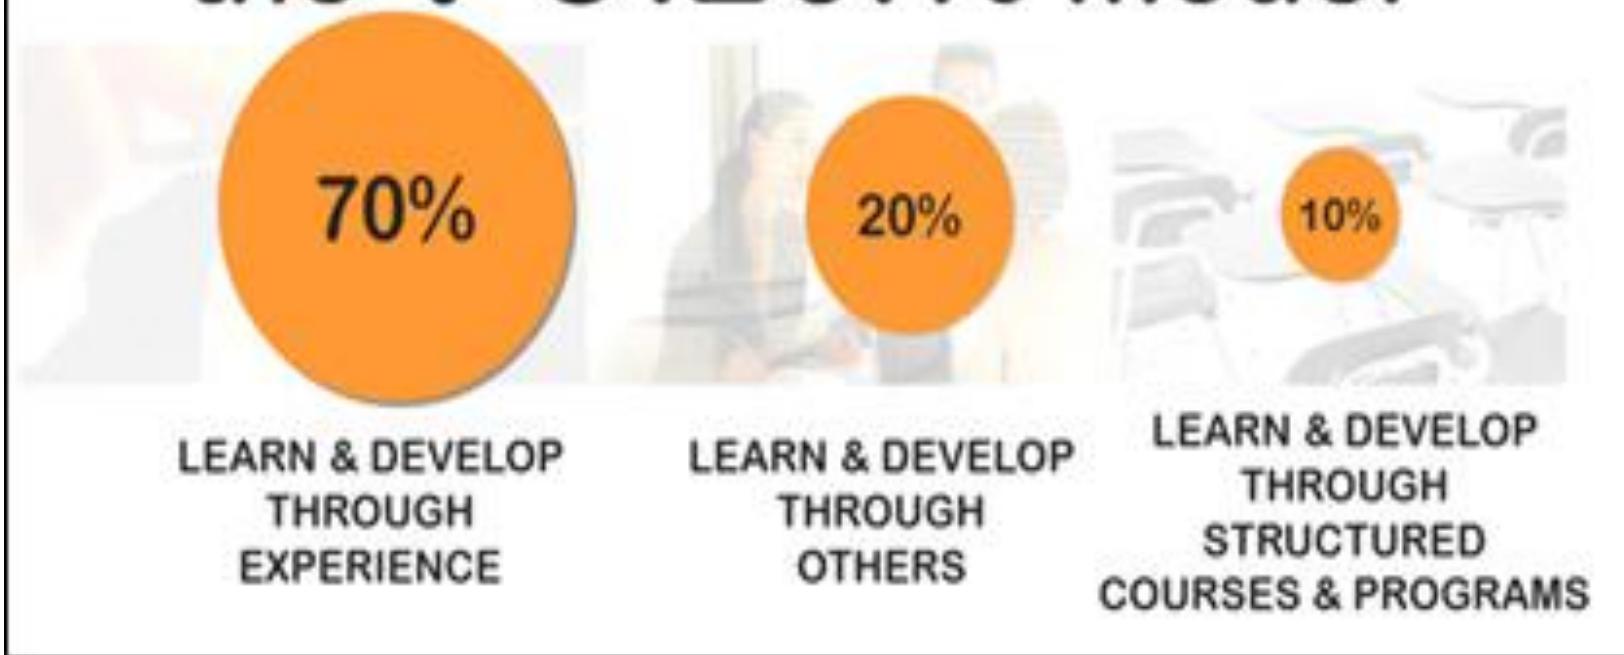 70%
20%
10%
LEARN & DEVELOP
THROUGH
EXPERIENCE
LEARN & DEVELOP
THROUGH
OTHERS
LEARN & DEVELOP
THROUGH
STRUCTURED
COURSES & PROGRAMS